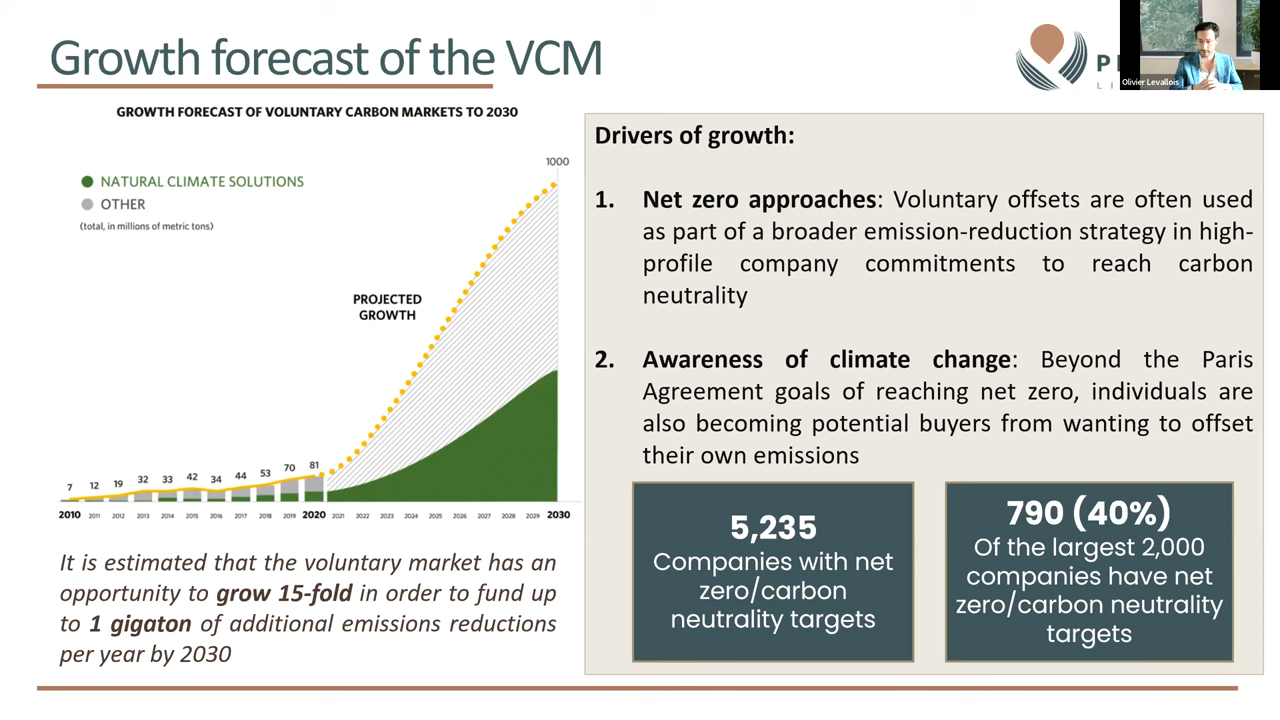 Growth forecast of the VCM
Olivier Levallois
GROWTH FORECAST OF VOLUNTARY CARBON MARKETS TO 2030
1000
NATURAL CLIMATE SOLUTIONS
OTHER
(total, in millions of metric tons)
PROJECTED
GROWTH
7 12 19 32 33 42 34 44 53 70 81
2010 2011 2012 2013 2014 2015 2016 2017 2018 2019 2020 2021 2022 2023 2024 2025 2026 2027 2028 2029 2030
It is estimated that the voluntary market has an
opportunity to grow 15-fold in order to fund up
to 1 gigaton of additional emissions reductions
per year by 2030
Drivers of growth:
1. Net zero approaches: Voluntary offsets are often used
as part of a broader emission-reduction strategy in high-
profile company commitments to reach carbon
neutrality
2. Awareness of climate change: Beyond the Paris
Agreement goals of reaching net zero, individuals are
also becoming potential buyers from wanting to offset
their own emissions
5,235
Companies with net
zero/carbon
neutrality targets
790 (40%)
Of the largest 2,000
companies have net
zero/carbon neutrality
targets